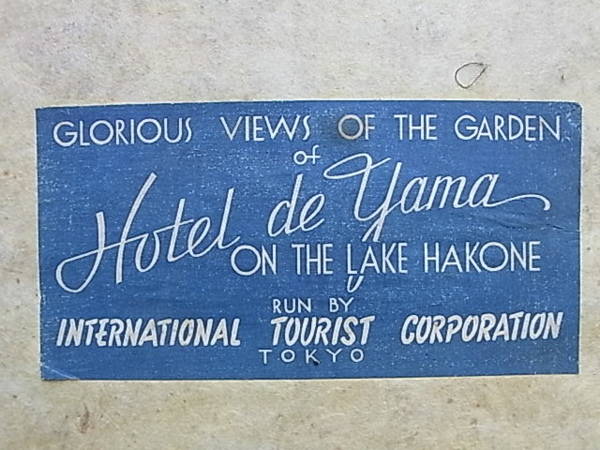 GLORIOUS VIEWS OF THE GARDEN
of
Hotel de Yama
ON THE LAKE HAKONE
RUN BY
INTERNATIONAL TOURIST CORPORATION
TOKYO